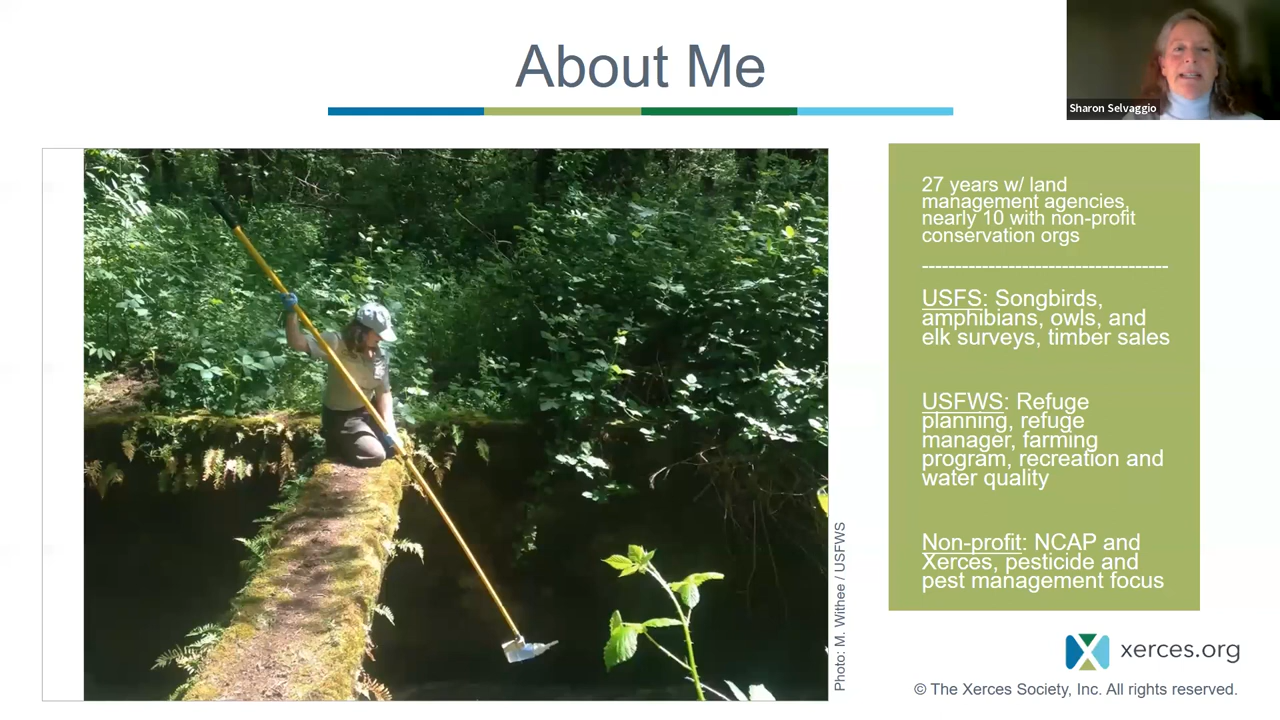 About Me
Sharon Selvaggio
27 years w/ land
management agencies,
nearly 10 with non-profit
conservation orgs
-------------------------------------
USFS: Songbirds,
amphibians, owls, and
elk surveys, timber sales
USFWS: Refuge
planning, refuge
manager, farming
program, recreation and
water quality
Non-profit: NCAP and
Xerces, pesticide and
pest management focus
Photo: M. Withee / USFWS
xerces.org
© The Xerces Society, Inc. All rights reserved.